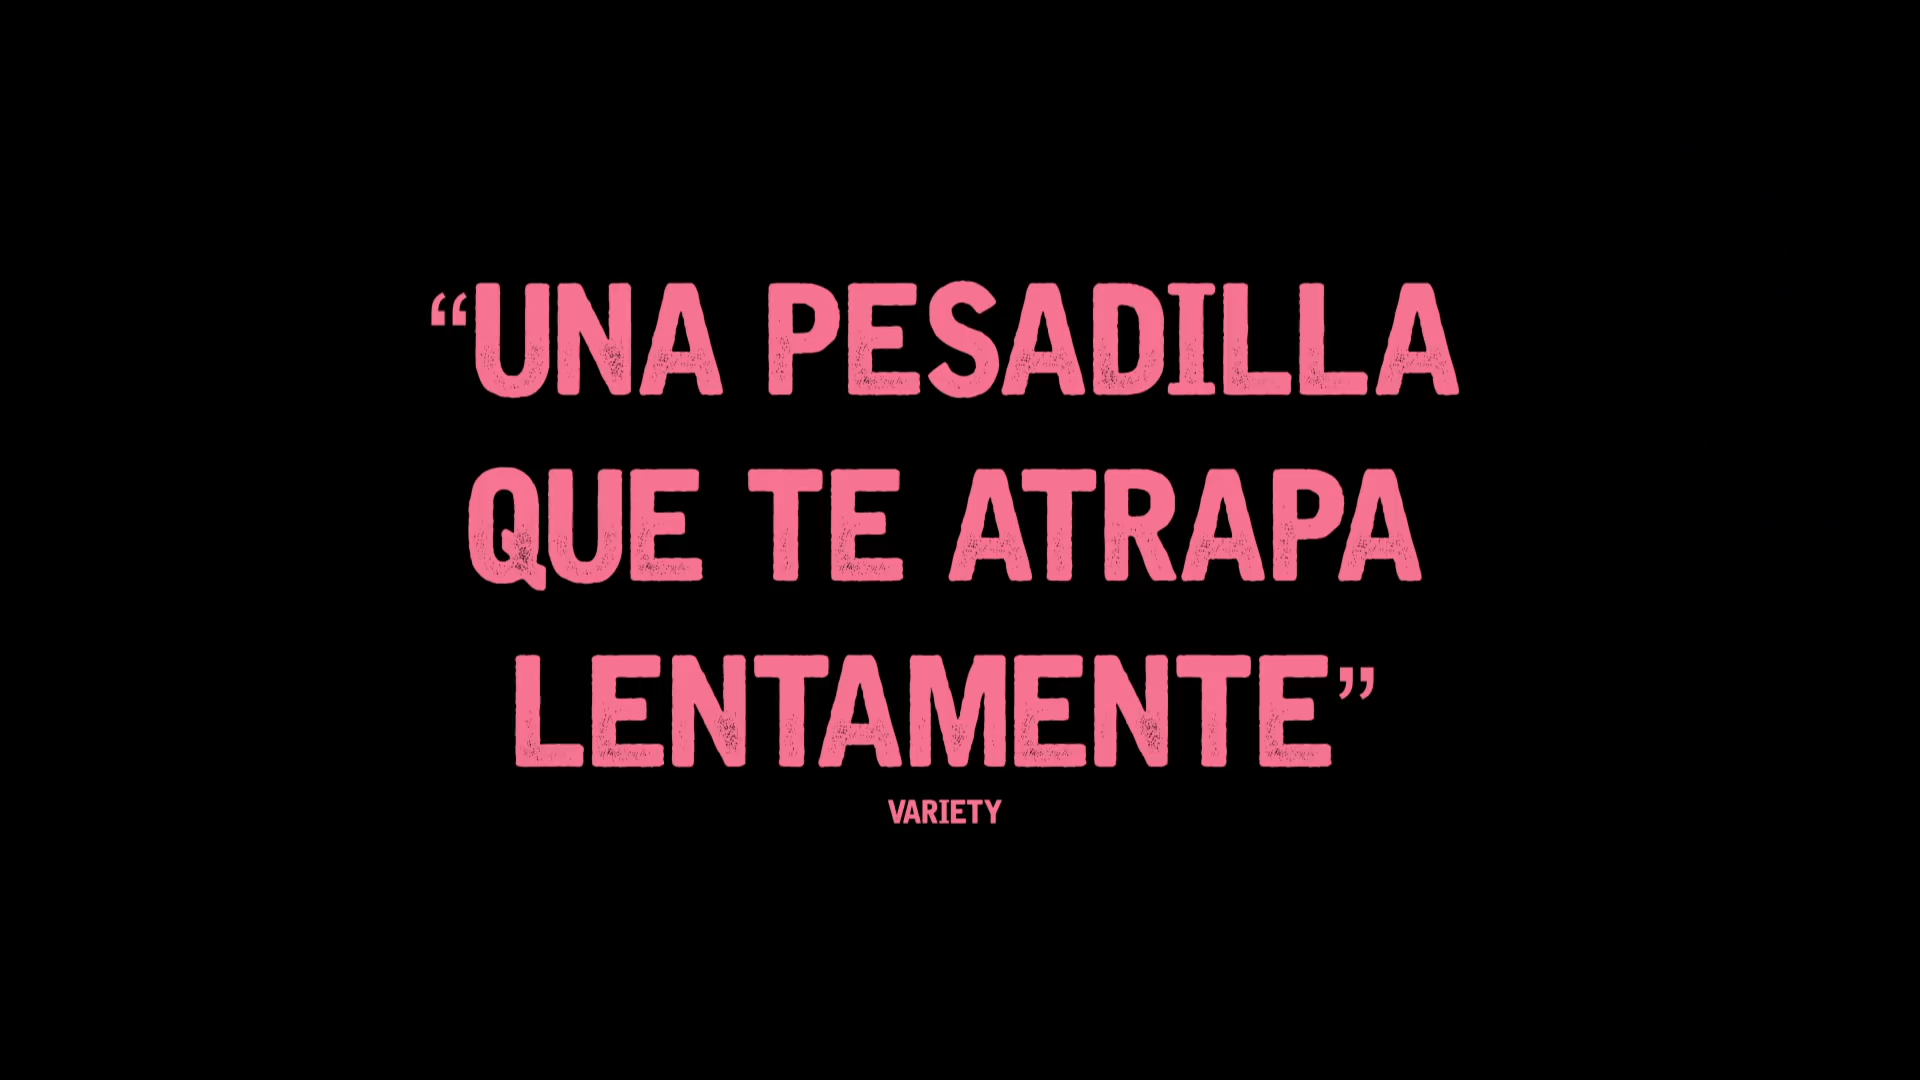 “UNA PESADILLA
QUE TE ATRAPA
LENTAMENTE”
VARIETY